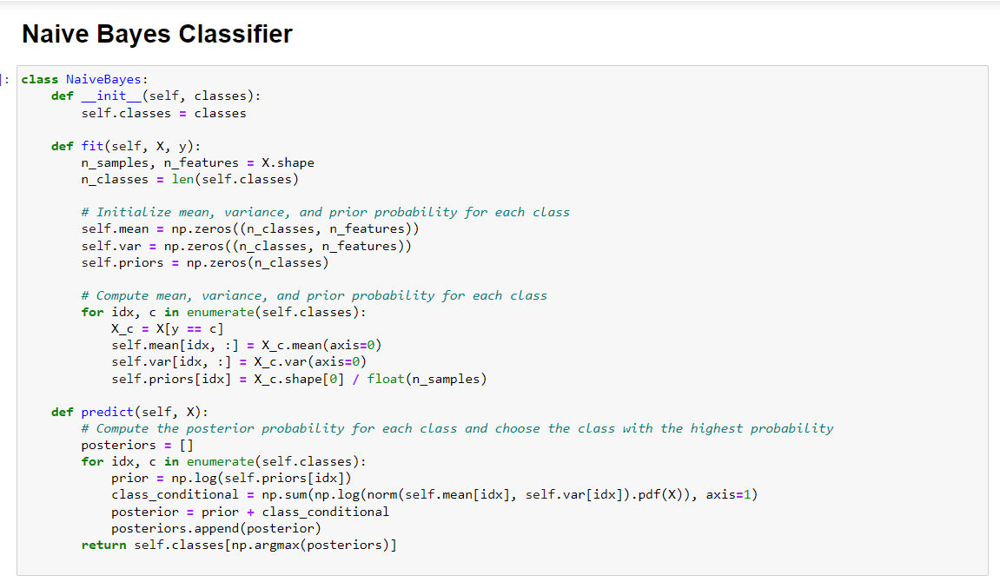 Naive Bayes Classifier
]: class NaiveBayes:
    def __init__(self, classes):
        self.classes = classes

    def fit(self, X, y):
        n_samples, n_features = X.shape
        n_classes = len(self.classes)

        # Initialize mean, variance, and prior probability for each class
        self.mean = np.zeros((n_classes, n_features))
        self.var = np.zeros((n_classes, n_features))
        self.priors = np.zeros(n_classes)

        # Compute mean, variance, and prior probability for each class
        for idx, c in enumerate(self.classes):
            X_c = X[y == c]
            self.mean[idx, :] = X_c.mean(axis=0)
            self.var[idx, :] = X_c.var(axis=0)
            self.priors[idx] = X_c.shape[0] / float(n_samples)

    def predict(self, X):
        # Compute the posterior probability for each class and choose the class with the highest probability
        posteriors = []
        for idx, c in enumerate(self.classes):
            prior = np.log(self.priors[idx])
            class_conditional = np.sum(np.log(norm(self.mean[idx], self.var[idx]).pdf(X)), axis=1)
            posterior = prior + class_conditional
            posteriors.append(posterior)
        return self.classes[np.argmax(posteriors)]